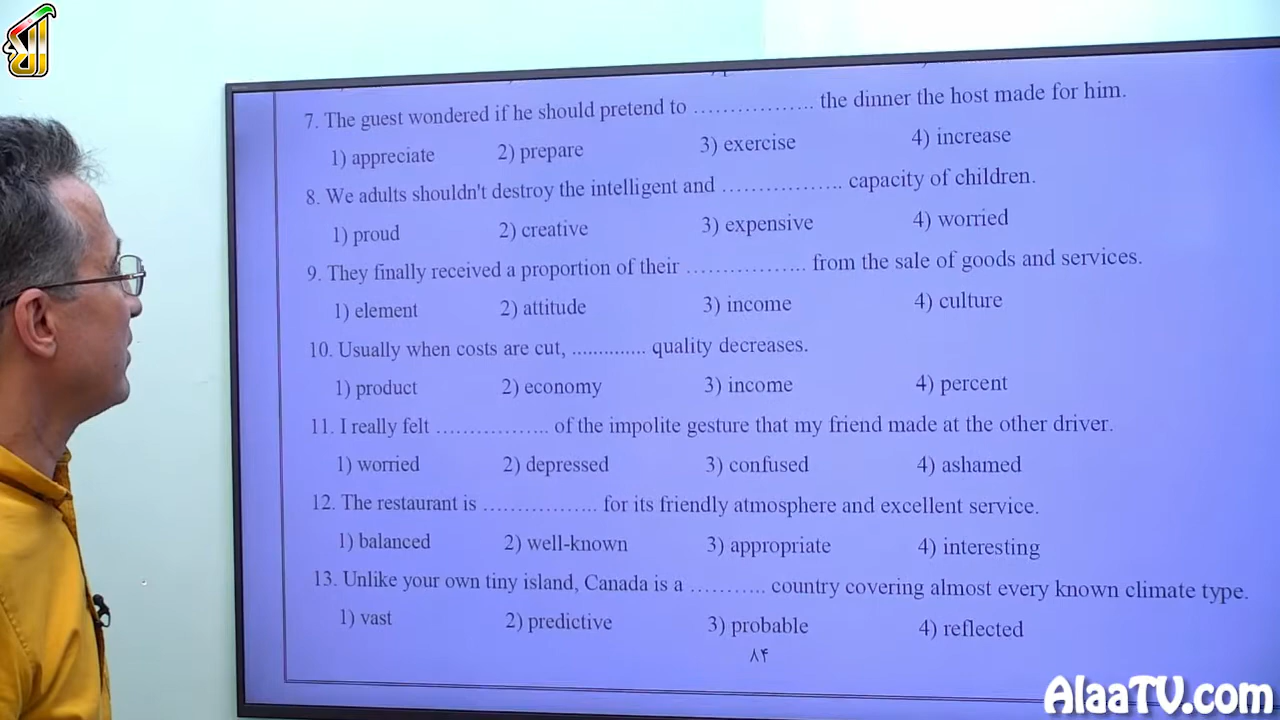 7. The guest wondered if he should pretend to ................. the dinner the host made for him.
1) appreciate 2) prepare 3) exercise 4) increase
8. We adults shouldn't destroy the intelligent and ................. capacity of children.
1) proud 2) creative 3) expensive 4) worried
9. They finally received a proportion of their ................. from the sale of goods and services.
1) element 2) attitude 3) income 4) culture
10. Usually when costs are cut, .............. quality decreases.
1) product 2) economy 3) income 4) percent
11. I really felt ................. of the impolite gesture that my friend made at the other driver.
1) worried 2) depressed 3) confused 4) ashamed
12. The restaurant is ................. for its friendly atmosphere and excellent service.
1) balanced 2) well-known 3) appropriate 4) interesting
13. Unlike your own tiny island, Canada is a ........... country covering almost every known climate type.
1) vast 2) predictive 3) probable 4) reflected
۸۴
AlaaTV.com